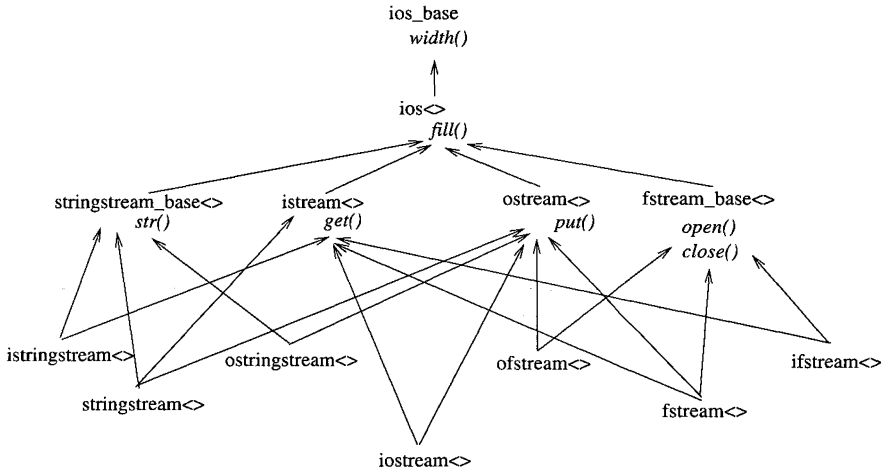 ios_base
width()
ios<>
fill()
stringstream_base<> istream<> ostream<> fstream_base<>
str() get() put() open()
close()
istringstream<> ostringstream<> ofstream<> ifstream<>
stringstream<> fstream<>
iostream<>